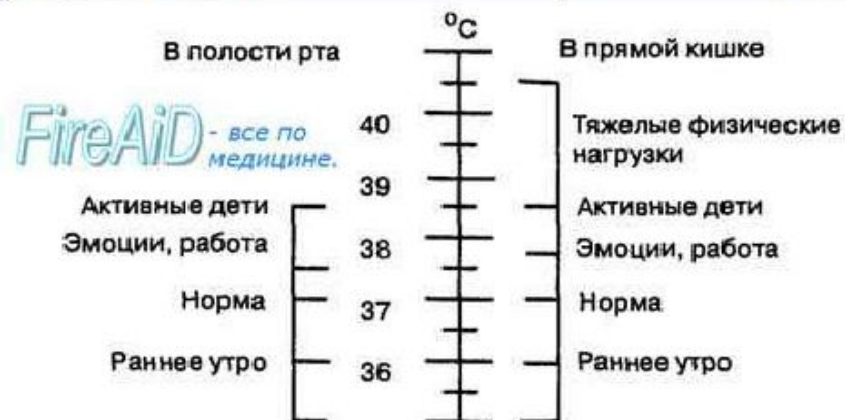 °C
В полости рта
В прямой кишке
FireAiD - все по
медицине.
40
Тяжелые физические
нагрузки
39
Активные дети
Активные дети
Эмоции, работа
38
Эмоции, работа
Норма
37
Норма
Раннее утро
36
Раннее утро